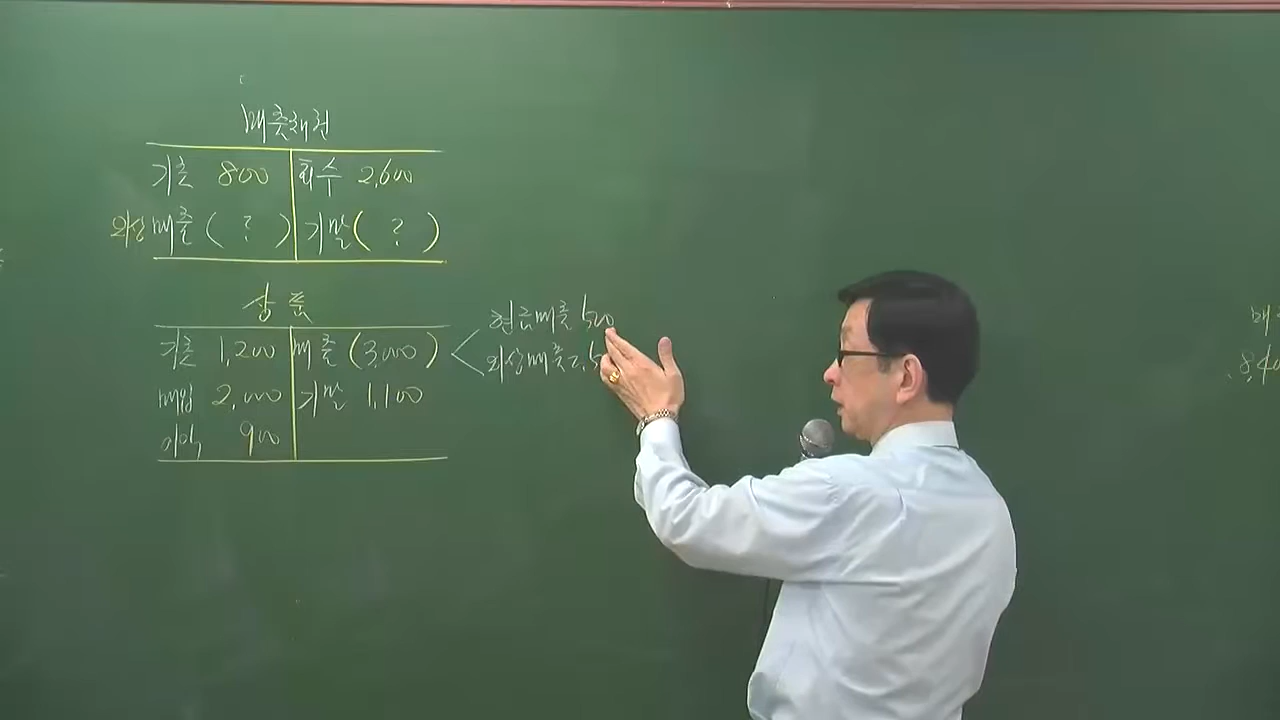 매출채권
기초 800 회수 2,600
외상매출 ( ? ) 기말 ( ? )
상품
기초 1,200 매출 (3,000)
현금매출 500
외상매출 2,5
매입 2,000 기말 1,100
이익 900
8,40